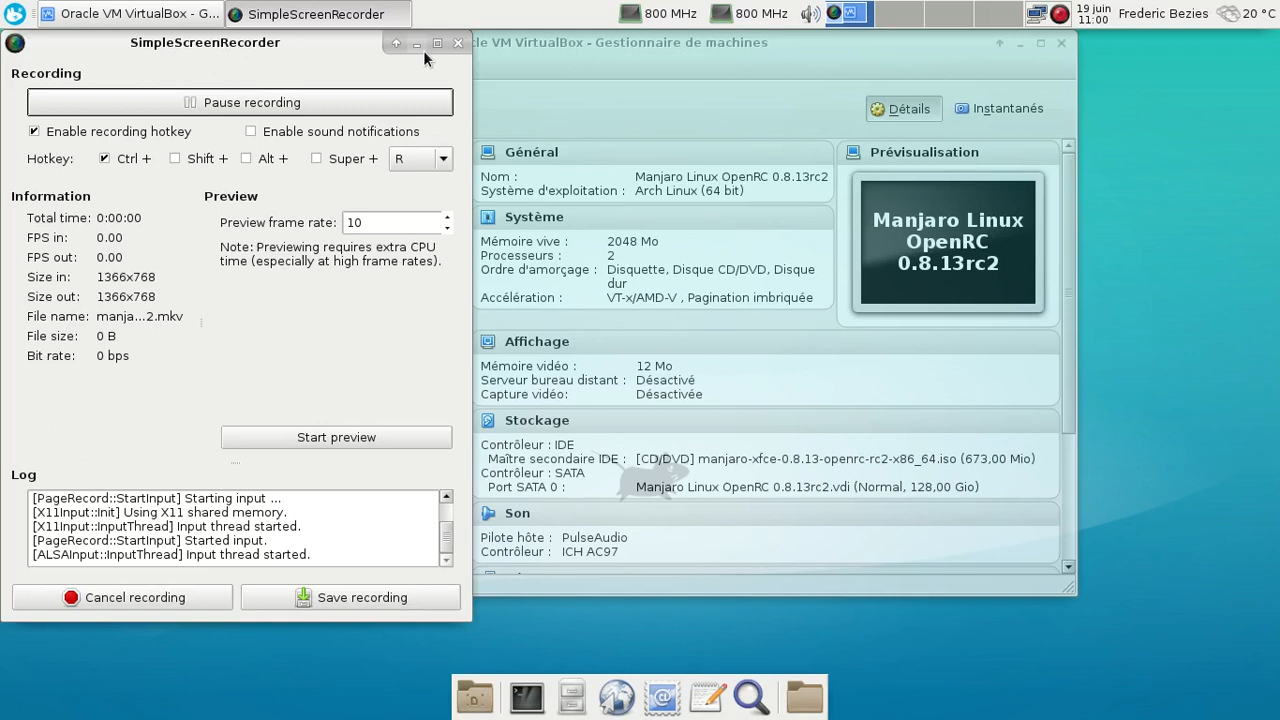 Oracle VM VirtualBox - G...
SimpleScreenRecorder
800 MHz
800 MHz
19 juin
11:00
Frederic Bezies
20 °C
SimpleScreenRecorder
Recording
Pause recording
Enable recording hotkey
Enable sound notifications
Hotkey:
Ctrl +
Shift +
Alt +
Super +
R
Information
Total time: 0:00:00
FPS in: 0.00
FPS out: 0.00
Size in: 1366x768
Size out: 1366x768
File name: manja...2.mkv
File size: 0 B
Bit rate: 0 bps
Preview
Preview frame rate: 10
Note: Previewing requires extra CPU
time (especially at high frame rates).
Start preview
Log
[PageRecord::StartInput] Starting input ...
[X11Input::Init] Using X11 shared memory.
[X11Input::InputThread] Input thread started.
[PageRecord::StartInput] Started input.
[ALSAInput::InputThread] Input thread started.
Cancel recording
Save recording
cle VM VirtualBox - Gestionnaire de machines
Détails
Instantanés
Général
Nom : Manjaro Linux OpenRC 0.8.13rc2
Système d'exploitation : Arch Linux (64 bit)
Système
Mémoire vive : 2048 Mo
Processeurs : 2
Ordre d'amorçage : Disquette, Disque CD/DVD, Disque
dur
Accélération : VT-x/AMD-V , Pagination imbriquée
Prévisualisation
Manjaro Linux
OpenRC
0.8.13rc2
Affichage
Mémoire vidéo : 12 Mo
Serveur bureau distant : Désactivé
Capture vidéo: Désactivée
Stockage
Contrôleur : IDE
Maître secondaire IDE : [CD/DVD] manjaro-xfce-0.8.13-openrc-rc2-x86_64.iso (673,00 Mio)
Contrôleur : SATA
Port SATA 0 : Manjaro Linux OpenRC 0.8.13rc2.vdi (Normal, 128,00 Gio)
Son
Pilote hôte : PulseAudio
Contrôleur : ICH AC97